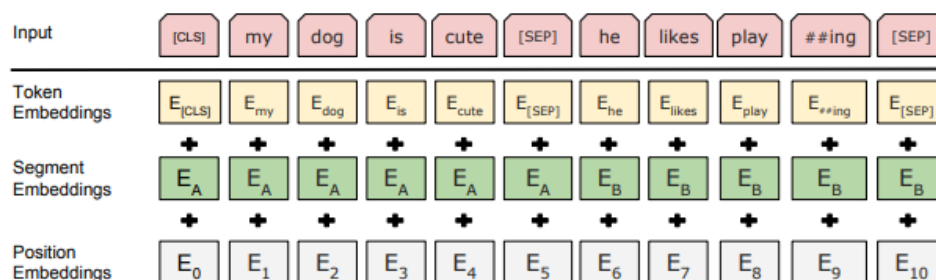 Input [CLS] my dog is cute [SEP] he likes play ##ing [SEP]
Token
Embeddings E[CLS] Emy Edog Eis Ecute E[SEP] Ehe Elikes Eplay E##ing E[SEP]
+ + + + + + + + + + +
Segment
Embeddings EA EA EA EA EA EA EB EB EB EB EB
+ + + + + + + + + + +
Position
Embeddings E0 E1 E2 E3 E4 E5 E6 E7 E8 E9 E10